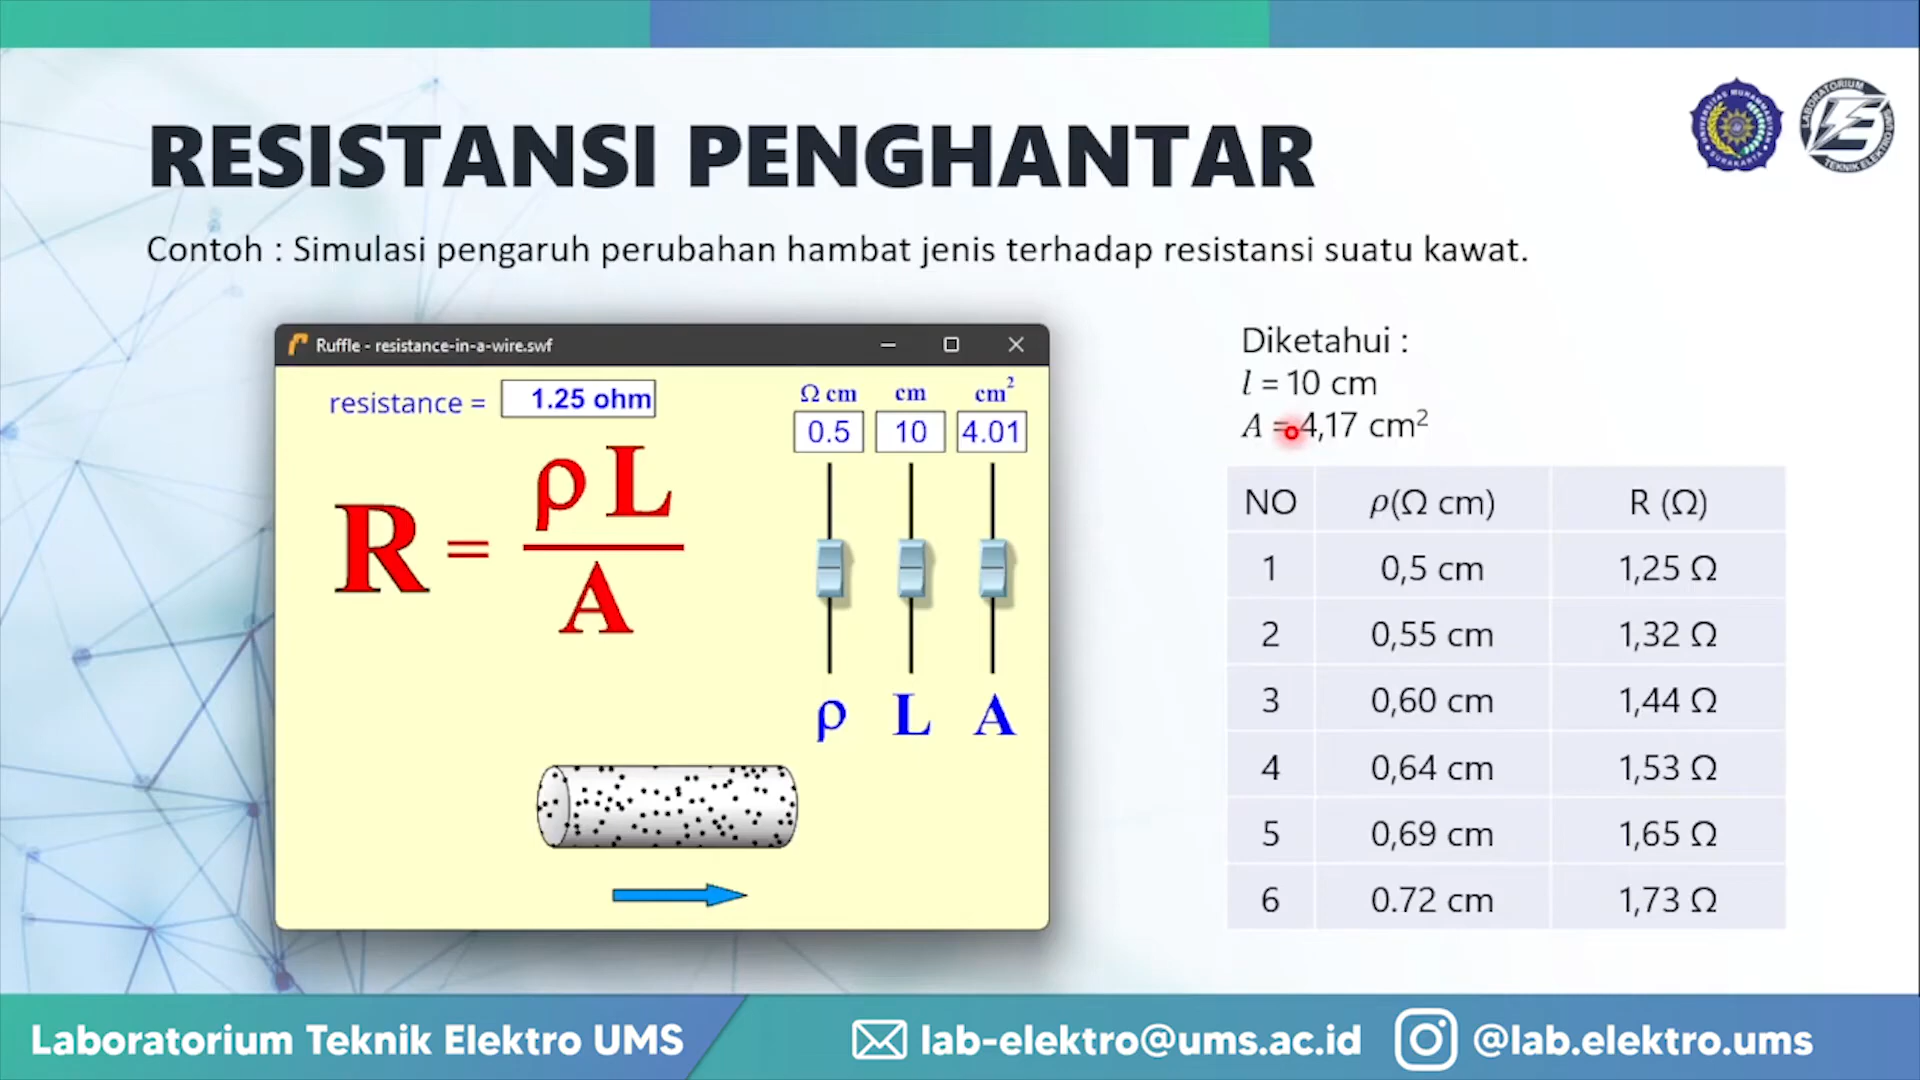 RESISTANSI PENGHANTAR
Contoh : Simulasi pengaruh perubahan hambat jenis terhadap resistansi suatu kawat.
Ruffle - resistance-in-a-wire.swf
resistance = 1.25 ohm
Ω cm cm cm²
0.5 10 4.01
R = ρ L / A
ρ L A
Diketahui :
l = 10 cm
A = 4,17 cm²
NO ρ(Ω cm) R (Ω)
1 0,5 cm 1,25 Ω
2 0,55 cm 1,32 Ω
3 0,60 cm 1,44 Ω
4 0,64 cm 1,53 Ω
5 0,69 cm 1,65 Ω
6 0.72 cm 1,73 Ω
Laboratorium Teknik Elektro UMS
lab-elektro@ums.ac.id
@lab.elektro.ums